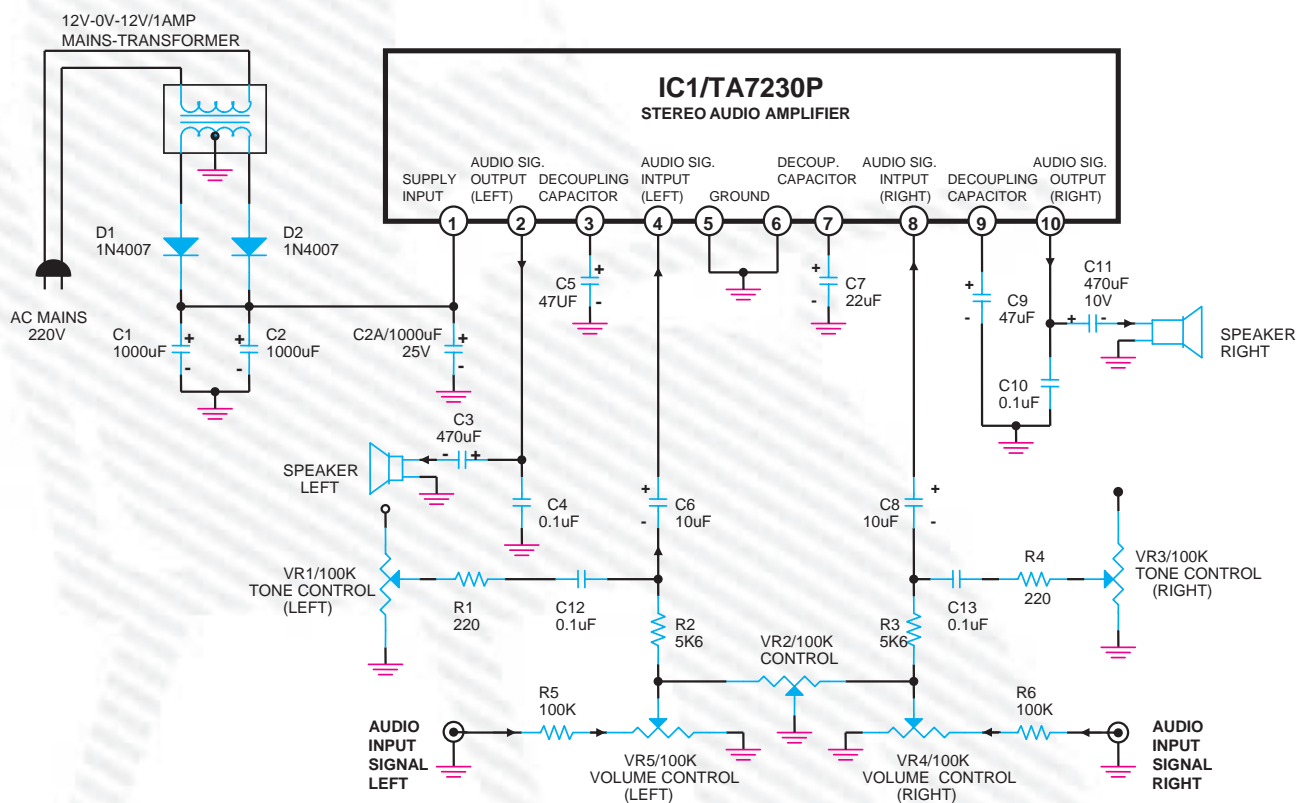 12V-0V-12V/1AMP
MAINS-TRANSFORMER
IC1/TA7230P
STEREO AUDIO AMPLIFIER
SUPPLY
INPUT
AUDIO SIG.
OUTPUT
(LEFT)
DECOUPLING
CAPACITOR
AUDIO SIG.
INTPUT
(LEFT)
GROUND
DECOUP.
CAPACITOR
AUDIO SIG.
INTPUT
(RIGHT)
DECOUPLING
CAPACITOR
AUDIO SIG.
OUTPUT
(RIGHT)
1
2
3
4
5
6
7
8
9
10
D1
1N4007
D2
1N4007
AC MAINS
220V
C1
1000uF
+
-
C2
1000uF
+
-
C2A/1000uF
25V
+
-
C5
47UF
+
-
C7
22uF
+
-
C9
47uF
+
-
C11
470uF
10V
+
-
SPEAKER
RIGHT
C10
0.1uF
C3
470uF
-
+
SPEAKER
LEFT
C4
0.1uF
C6
10uF
+
-
C8
10uF
+
-
VR1/100K
TONE CONTROL
(LEFT)
R1
220
C12
0.1uF
R2
5K6
R3
5K6
C13
0.1uF
R4
220
VR3/100K
TONE CONTROL
(RIGHT)
VR2/100K
CONTROL
AUDIO
INPUT
SIGNAL
LEFT
R5
100K
VR5/100K
VOLUME CONTROL
(LEFT)
VR4/100K
VOLUME CONTROL
(RIGHT)
R6
100K
AUDIO
INPUT
SIGNAL
RIGHT